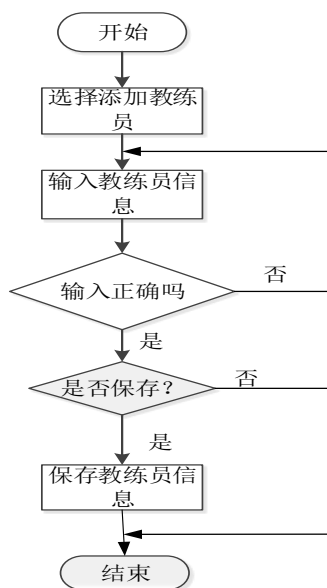 开始
选择添加教练
员
输入教练员信
息
输入正确吗
否
是
是否保存？
否
是
保存教练员信
息
结束